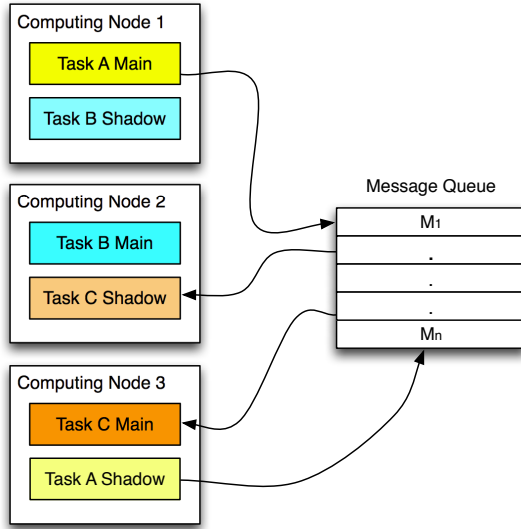 Computing Node 1
Task A Main
Task B Shadow
Computing Node 2
Task B Main
Task C Shadow
Computing Node 3
Task C Main
Task A Shadow
Message Queue
M1
.
.
.
Mn